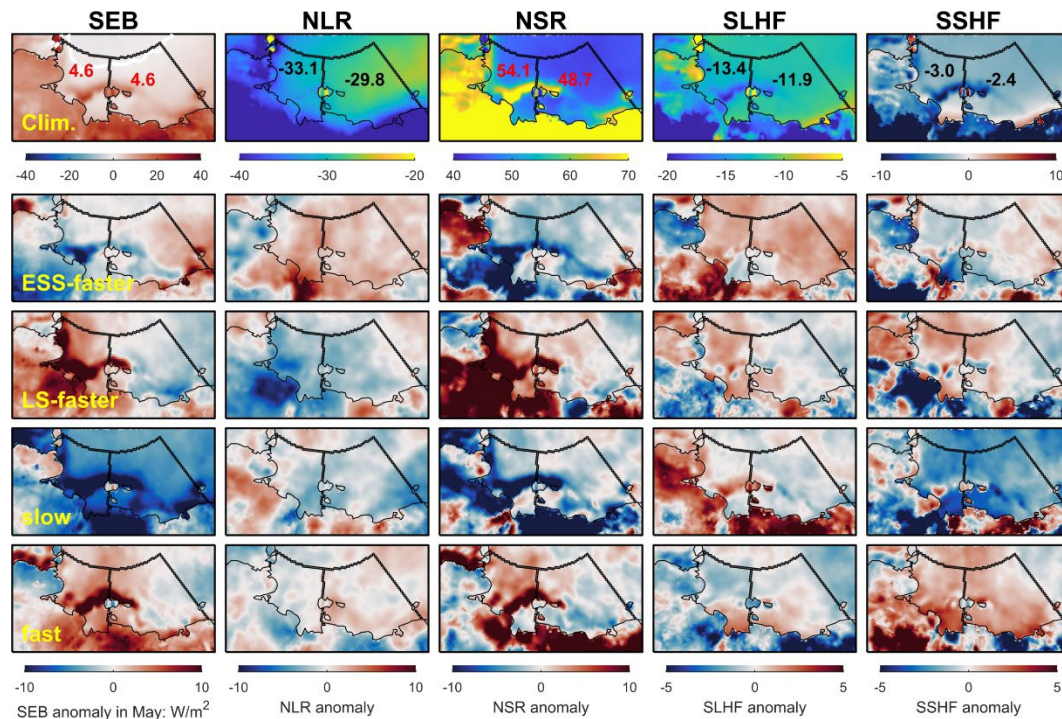 SEB NLR NSR SLHF SSHF
4.6 4.6 -33.1 -29.8 54.1 48.7 -13.4 -11.9 -3.0 -2.4
Clim.
-40 -20 0 20 40 -40 -30 -20 40 50 60 70 -20 -15 -10 -5 -10 0 10
ESS-faster
LS-faster
slow
fast
-10 0 10 -10 0 10 -10 0 10 -5 0 5 -5 0 5
SEB anomaly in May: W/m² NLR anomaly NSR anomaly SLHF anomaly SSHF anomaly